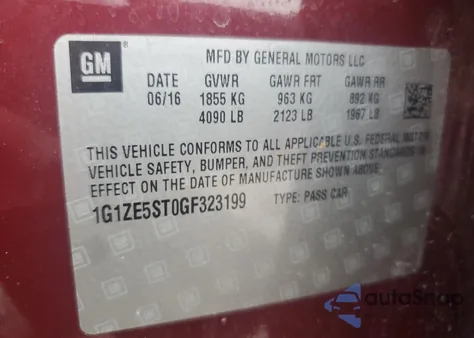 GM
MFD BY GENERAL MOTORS LLC
DATE GVWR GAWR FRT GAWR RR
06/16 1855 KG 963 KG 892 KG
4090 LB 2123 LB 1967 LB
THIS VEHICLE CONFORMS TO ALL APPLICABLE U.S. FEDERAL MOTOR
VEHICLE SAFETY, BUMPER, AND THEFT PREVENTION STANDARDS IN
EFFECT ON THE DATE OF MANUFACTURE SHOWN ABOVE.
1G1ZE5ST0GF323199 TYPE: PASS CAR
autoSnap